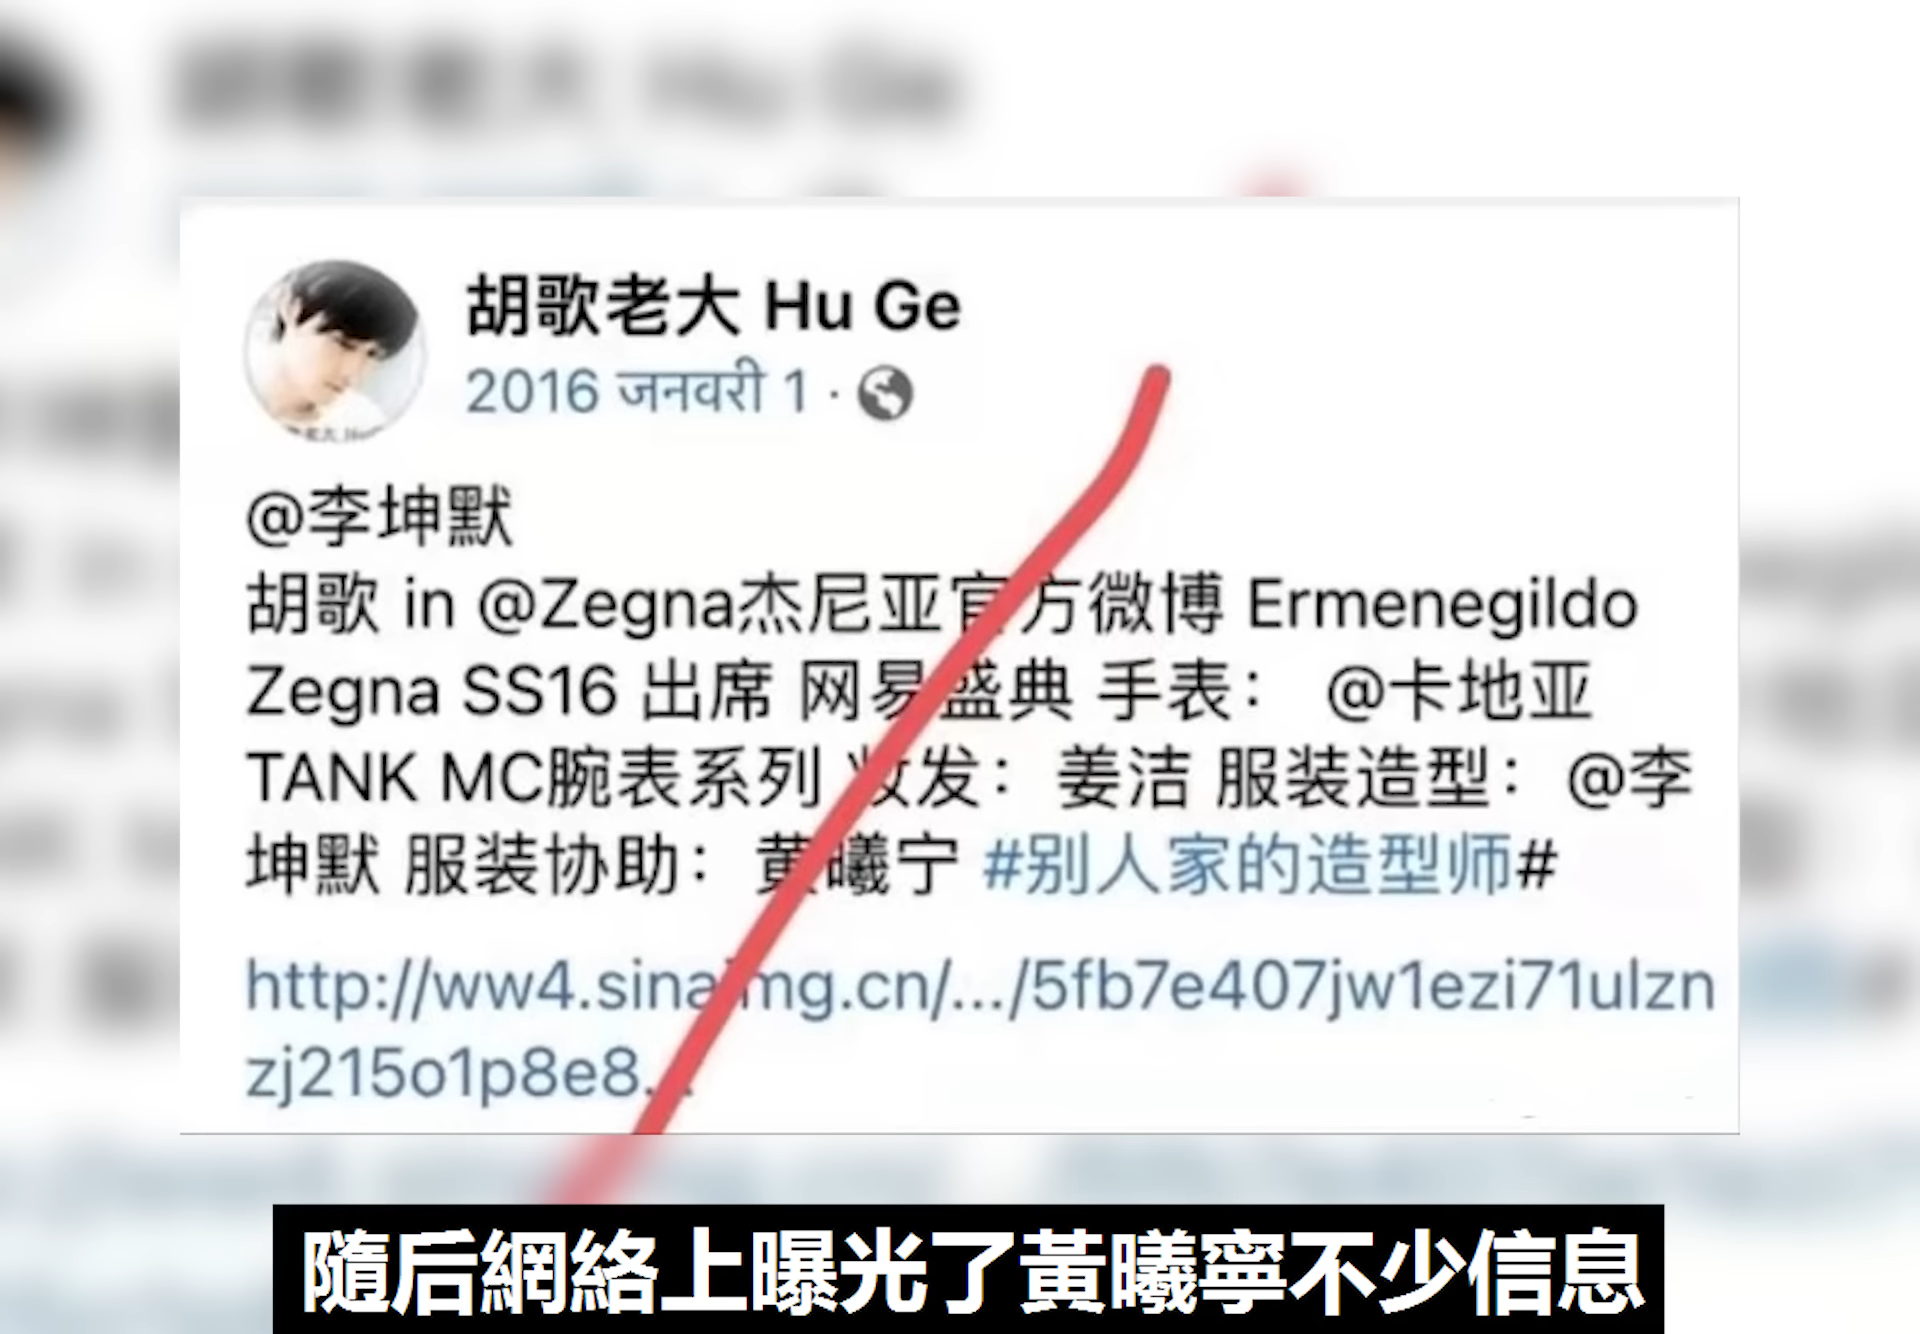 胡歌老大 Hu Ge
2016 जनवरी 1 ·
@李坤默
胡歌 in @Zegna杰尼亚官方微博 Ermenegildo
Zegna SS16 出席 网易盛典 手表： @卡地亚
TANK MC腕表系列 妆发：姜洁 服装造型：@李
坤默 服装协助：黄曦宁 #别人家的造型师#
http://ww4.sinaimg.cn/.../5fb7e407jw1ezi71ulzn
zj215o1p8e8...
隨后網絡上曝光了黃曦寧不少信息